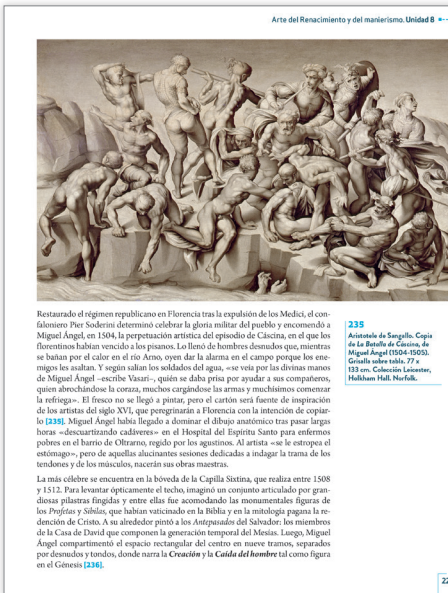 Arte del Renacimiento y del manierismo. Unidad 8
Restaurado el régimen republicano en Florencia tras la expulsión de los Medici, el con-
faloniero Pier Soderini determinó celebrar la gloria militar del pueblo y encomendó a
Miguel Ángel, en 1504, la perpetuación artística del episodio de Cáscina, en el que los
florentinos habían vencido a los pisanos. Lo llenó de hombres desnudos que, mientras
se bañan por el calor en el río Arno, oyen dar la alarma en el campo porque los ene-
migos les asaltan. Y según salían los soldados del agua, «se veía por las divinas manos
de Miguel Ángel –escribe Vasari–, quién se daba prisa por ayudar a sus compañeros,
quien abrochándose la coraza, muchos cargándose las armas y muchísimos comenzar
la refriega». El fresco no se llegó a pintar, pero el cartón será fuente de inspiración
de los artistas del siglo XVI, que peregrinarán a Florencia con la intención de copiar-
lo [235]. Miguel Ángel había llegado a dominar el dibujo anatómico tras pasar largas
horas «descuartizando cadáveres» en el Hospital del Espíritu Santo para enfermos
pobres en el barrio de Oltrarno, regido por los agustinos. Al artista «se le estropea el
estómago», pero de aquellas alucinantes sesiones dedicadas a indagar la trama de los
tendones y de los músculos, nacerán sus obras maestras.
La más célebre se encuentra en la bóveda de la Capilla Sixtina, que realiza entre 1508
y 1512. Para levantar ópticamente el techo, imaginó un conjunto articulado por gran-
diosas pilastras fingidas y entre ellas fue acomodando las monumentales figuras de
los Profetas y Sibilas, que habían vaticinado en la Biblia y en la mitología pagana la re-
dención de Cristo. A su alrededor pintó a los Antepasados del Salvador: los miembros
de la Casa de David que componen la generación temporal del Mesías. Luego, Miguel
Ángel compartimentó el espacio rectangular del centro en nueve tramos, separados
por desnudos y tondos, donde narra la Creación y la Caída del hombre tal como figura
en el Génesis [236].
235
Aristotele de Sangallo. Copia
de La Batalla de Cáscina, de
Miguel Ángel (1504-1505).
Grisalla sobre tabla. 77 x
133 cm. Colección Leicester,
Holkham Hall. Norfolk.